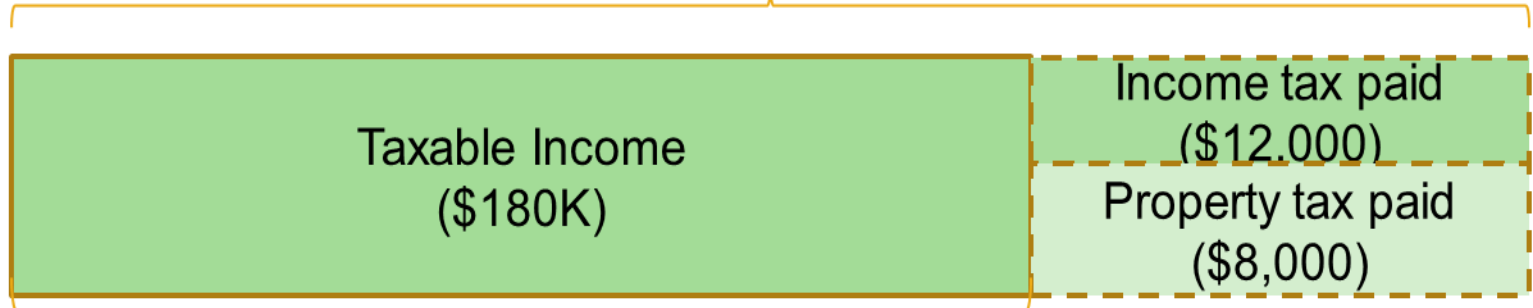 Taxable Income
($180K)
Income tax paid
($12,000)
Property tax paid
($8,000)